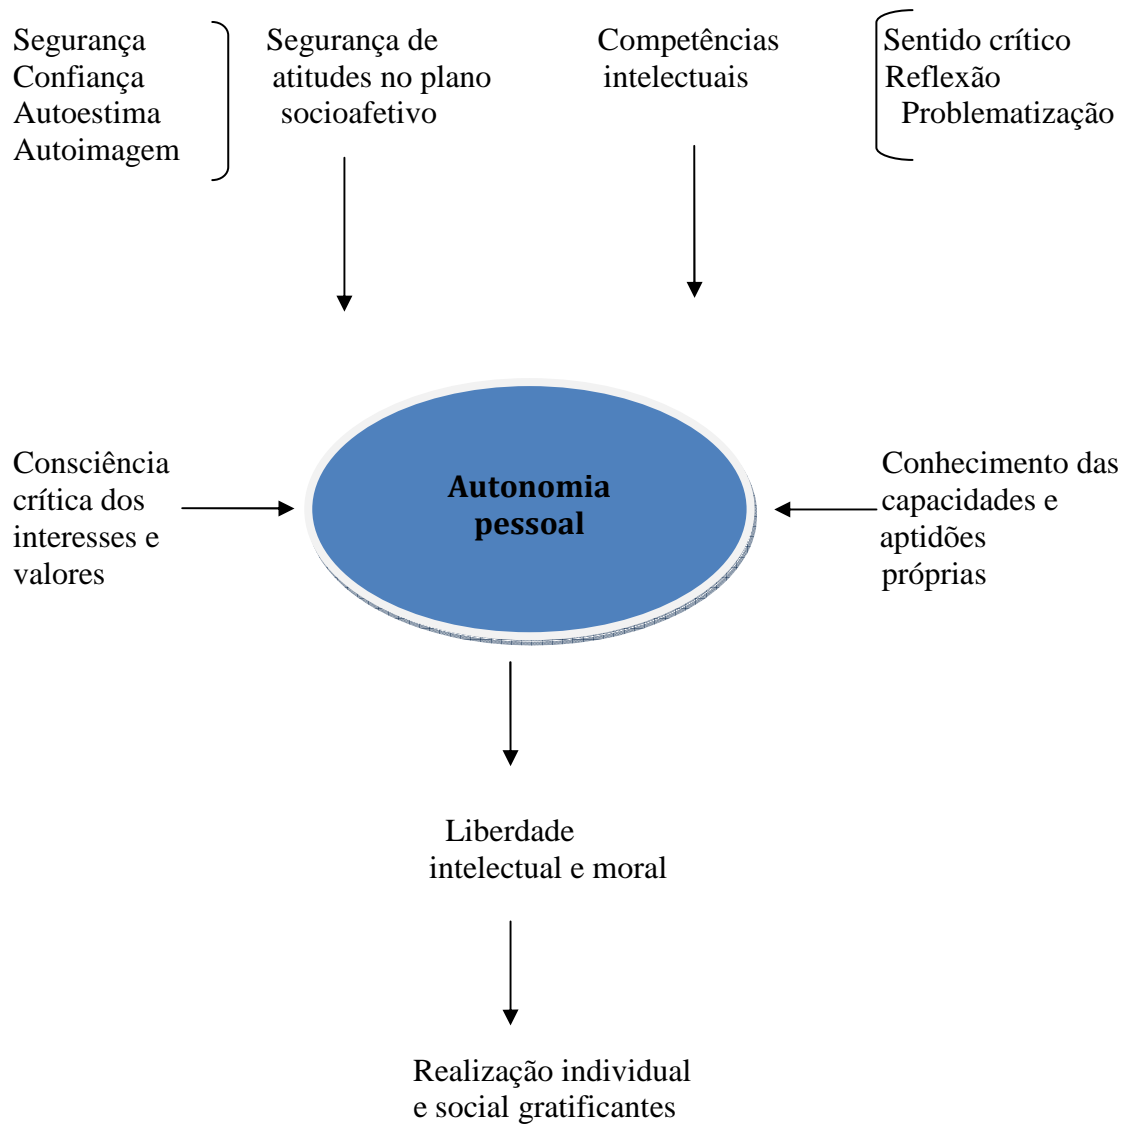 Segurança
Confiança
Autoestima
Autoimagem
Segurança de
atitudes no plano
socioafetivo
Competências
intelectuais
Sentido crítico
Reflexão
Problematização
Consciência
crítica dos
interesses e
valores
Autonomia
pessoal
Conhecimento das
capacidades e
aptidões
próprias
Liberdade
intelectual e moral
Realização individual
e social gratificantes